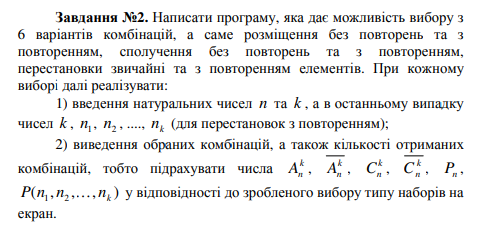 Завдання №2. Написати програму, яка дає можливість вибору з
6 варіантів комбінацій, а саме розміщення без повторень та з
повторенням, сполучення без повторень та з повторенням,
перестановки звичайні та з повторенням елементів. При кожному
виборі далі реалізувати:
1) введення натуральних чисел n та k , а в останньому випадку
чисел k , n₁, n₂ , ...., nₖ (для перестановок з повторенням);
2) виведення обраних комбінацій, а також кількості отриманих
комбінацій, тобто підрахувати числа $A_n^k$ , $\overline{A_n^k}$ , $C_n^k$ , $\overline{C_n^k}$ , $P_n$ ,
$P(n_1, n_2, \ldots, n_k)$ у відповідності до зробленого вибору типу наборів на
екран.